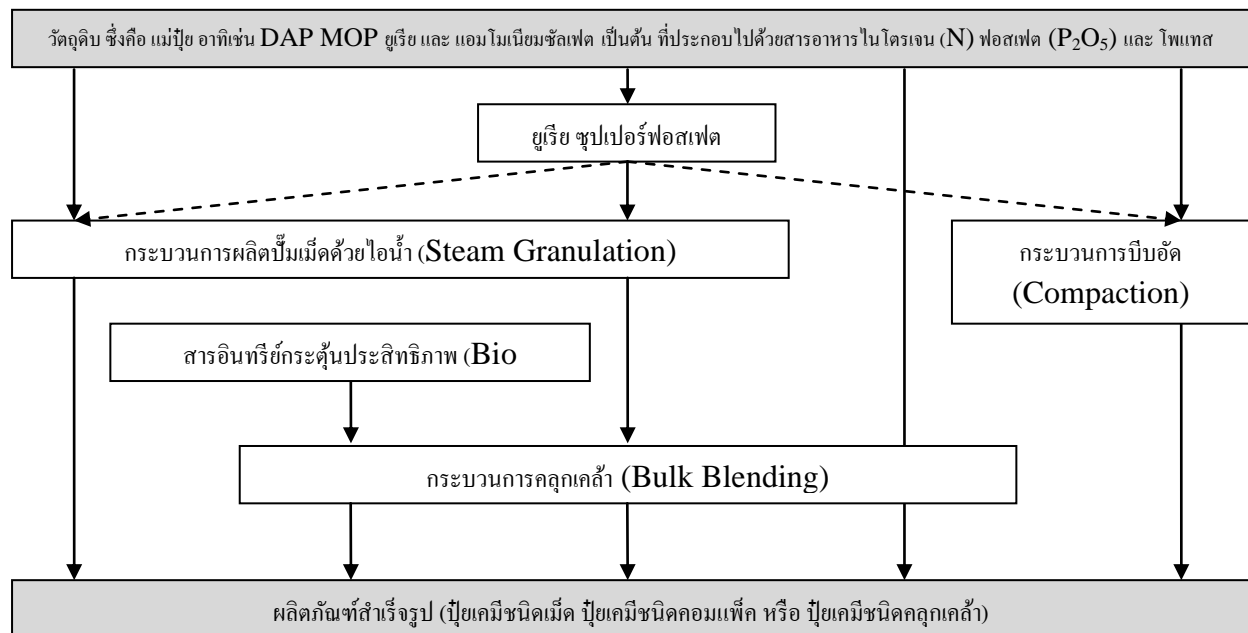 วัตถุดิบ ซึ่งคือ แม่ปุ๋ย อาทิเช่น DAP MOP ยูเรีย และ แอมโมเนียมซัลเฟต เป็นต้น ที่ประกอบไปด้วยสารอาหารไนโตรเจน (N) ฟอสเฟต (P₂O₅) และ โพแทส
ยูเรีย ซุปเปอร์ฟอสเฟต
กระบวนการผลิตปั๊มเม็ดด้วยไอน้ำ (Steam Granulation)
กระบวนการบีบอัด
(Compaction)
สารอินทรีย์กระตุ้นประสิทธิภาพ (Bio
กระบวนการคลุกเคล้า (Bulk Blending)
ผลิตภัณฑ์สำเร็จรูป (ปุ๋ยเคมีชนิดเม็ด ปุ๋ยเคมีชนิดคอมแพ็ค หรือ ปุ๋ยเคมีชนิดคลุกเคล้า)